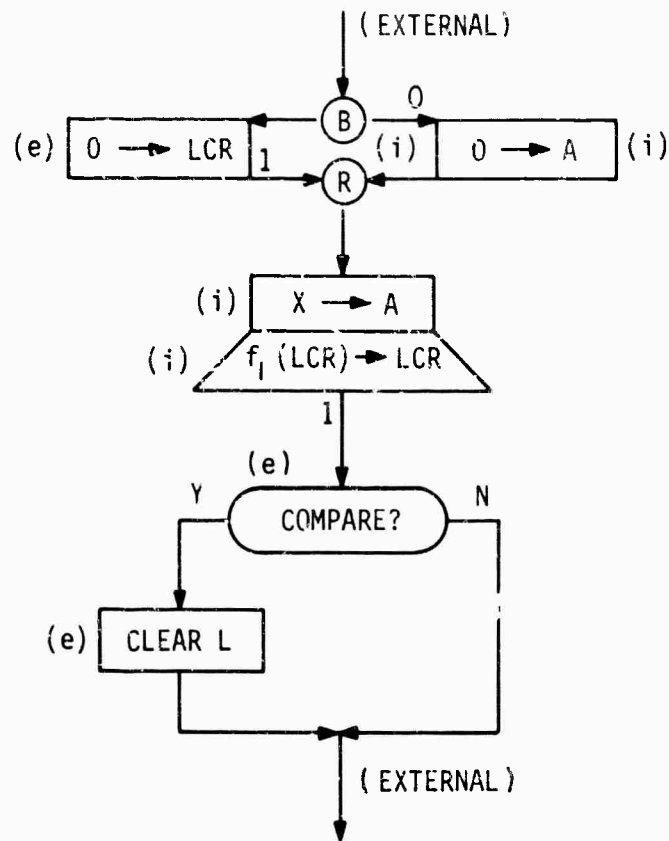 (EXTERNAL)
B
0
(e) 0 → LCR
1
(i)
0 → A (i)
R
(i) X → A
(i) f₁ (LCR) → LCR
1
(e)
Y
COMPARE?
N
(e) CLEAR L
(EXTERNAL)